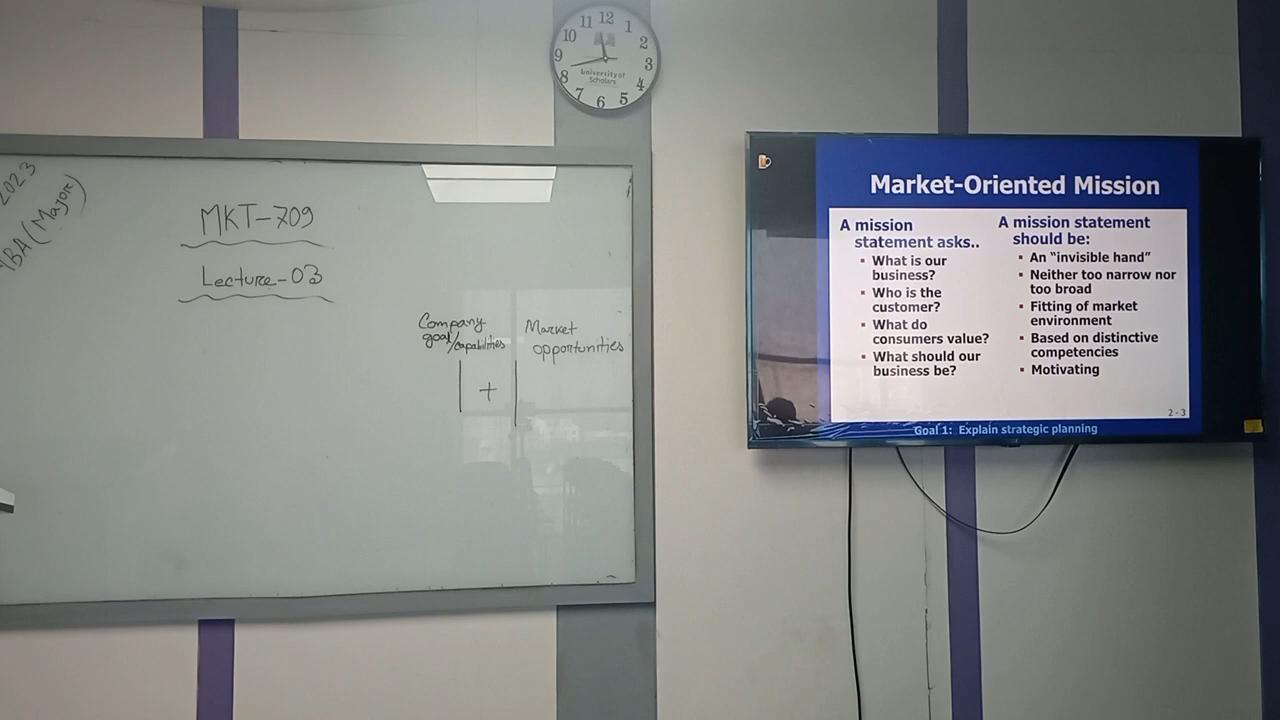 2023
MBA (Major)
MKT-709
Lecture-03
Company
goal/capabilities
+
Market
opportunities
12
1
2
3
4
5
6
7
8
9
10
11
University of
Scholars
Market-Oriented Mission
A mission
statement asks..
▪ What is our
business?
▪ Who is the
customer?
▪ What do
consumers value?
▪ What should our
business be?
A mission statement
should be:
▪ An “invisible hand”
▪ Neither too narrow nor
too broad
▪ Fitting of market
environment
▪ Based on distinctive
competencies
▪ Motivating
2 - 3
Goal 1: Explain strategic planning